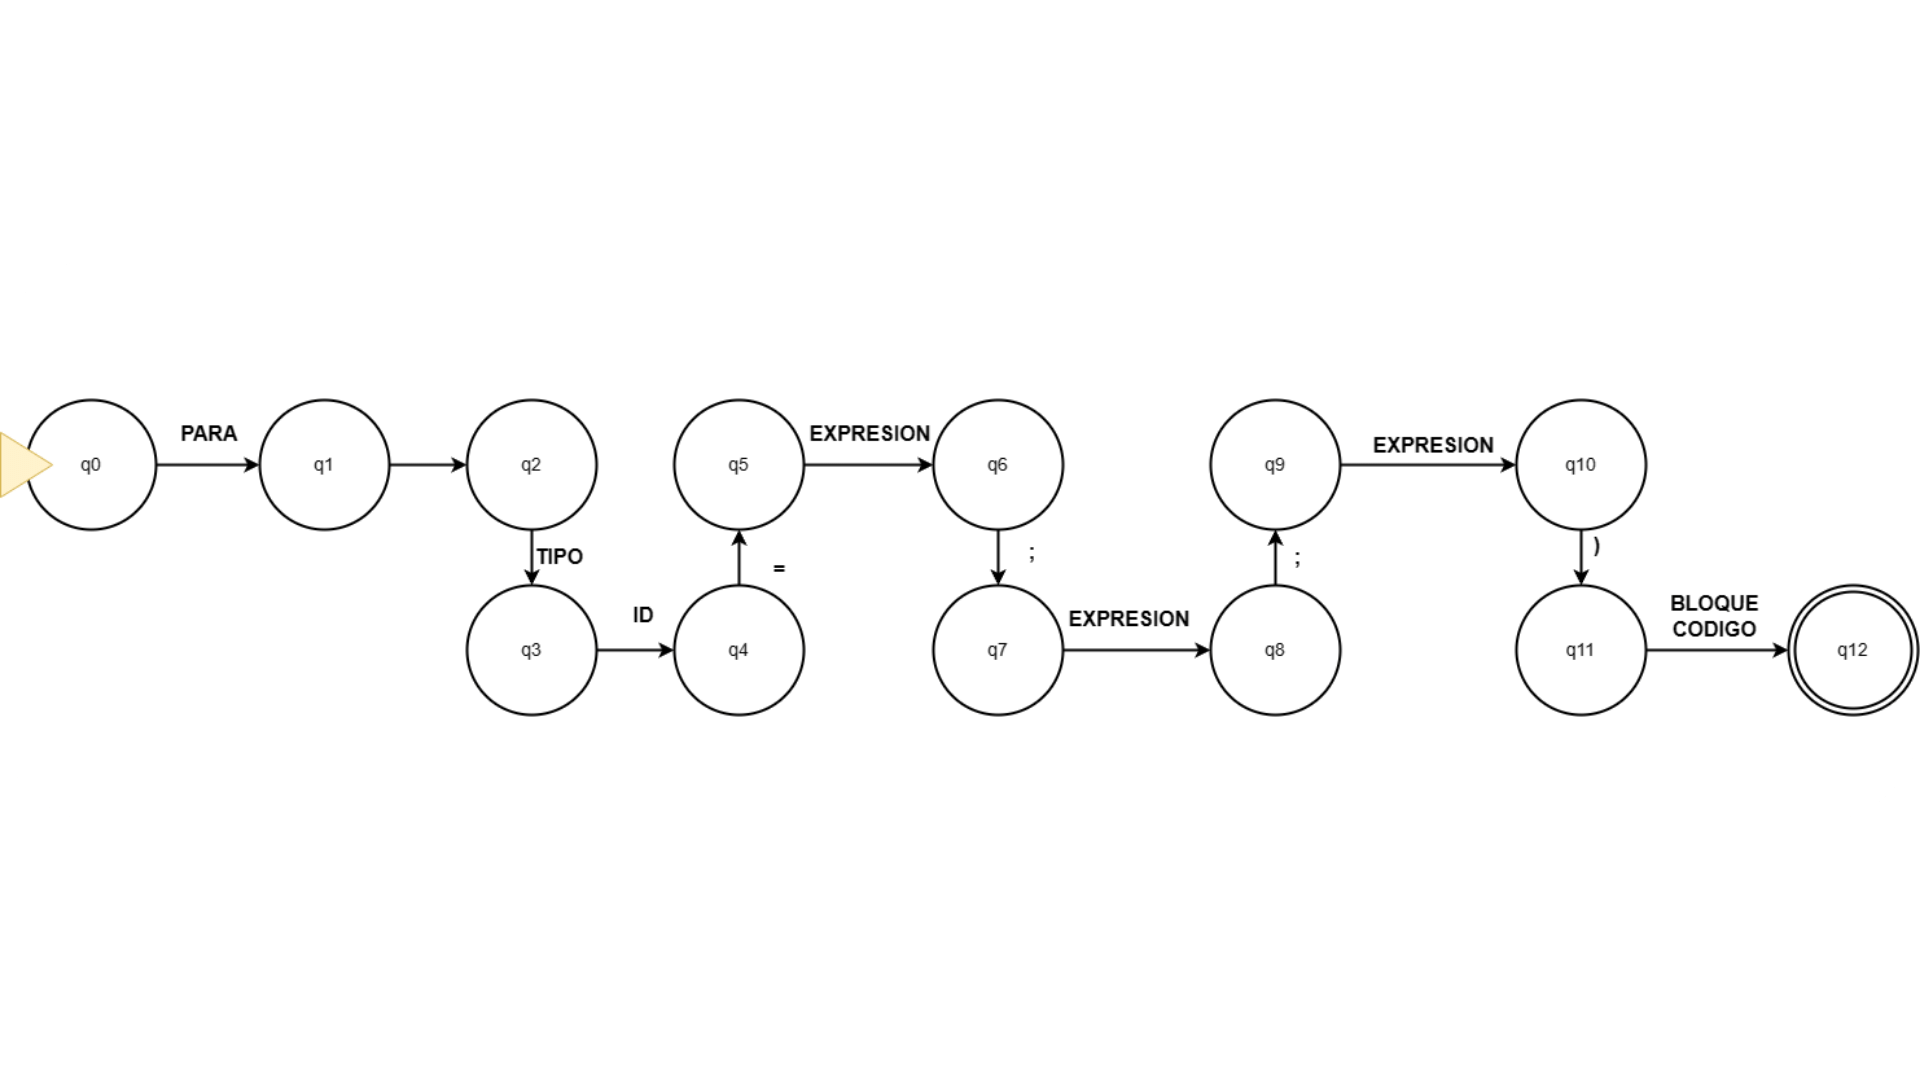 q0
PARA
q1
q2
TIPO
q3
ID
q4
=
q5
EXPRESION
q6
;
q7
EXPRESION
q8
;
q9
EXPRESION
q10
)
q11
BLOQUE
CODIGO
q12